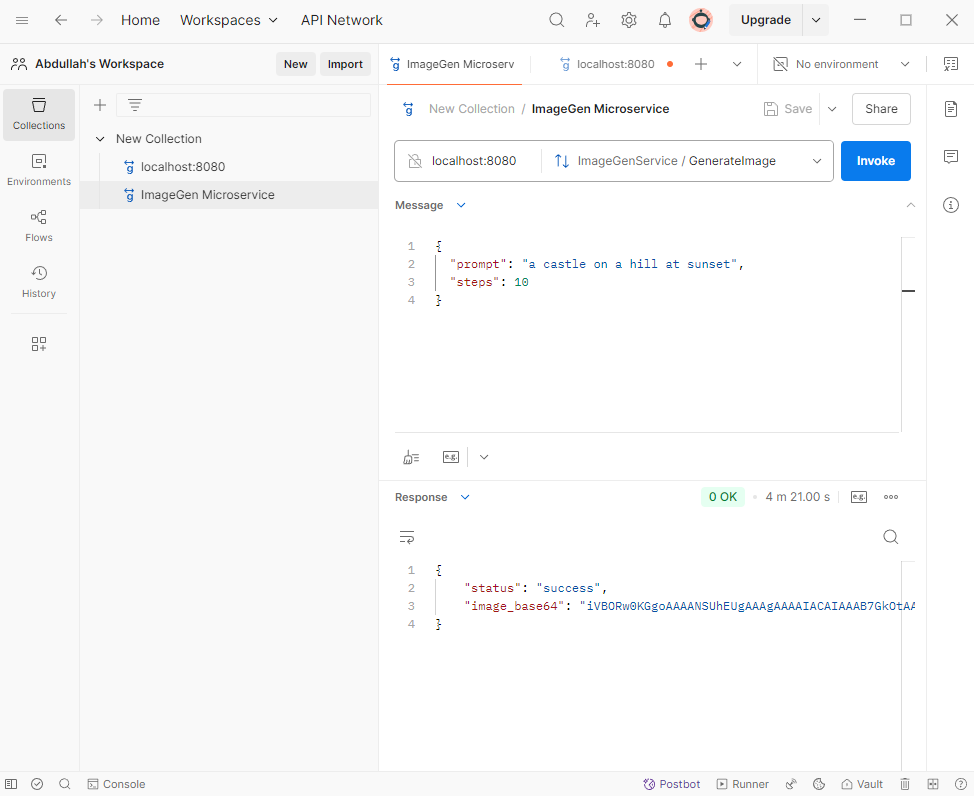 Home Workspaces API Network Upgrade
Abdullah's Workspace New Import
ImageGen Microserv localhost:8080 No environment
Collections
Environments
Flows
History
New Collection
localhost:8080
ImageGen Microservice
New Collection / ImageGen Microservice Save Share
localhost:8080 ImageGenService / GenerateImage Invoke
Message
1 {
2 "prompt": "a castle on a hill at sunset",
3 "steps": 10
4 }
e.g.
Response 0 OK 4 m 21.00 s e.g.
1 {
2 "status": "success",
3 "image_base64": "iVBORw0KGgoAAAANSUhEUgAAAgAAAAIACAIAAAB7GkOtAA
4 }
Console Postbot Runner Vault